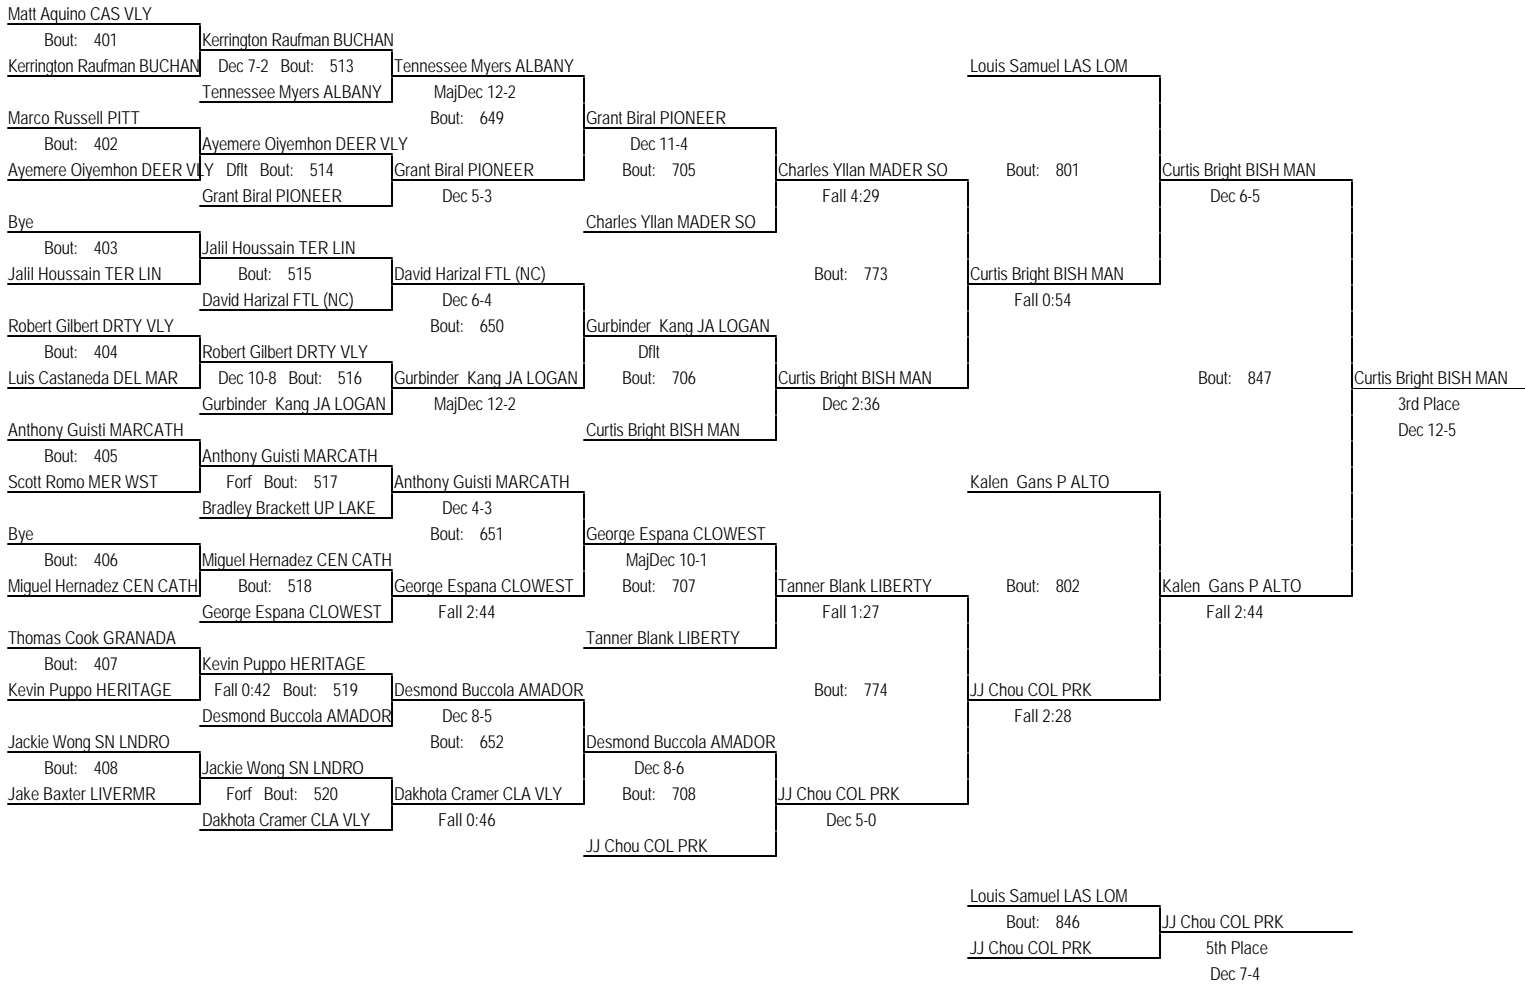 Matt Aquino CAS VLY
Bout: 401
Kerrington Raufman BUCHAN
Kerrington Raufman BUCHAN
Dec 7-2 Bout: 513
Tennessee Myers ALBANY
Tennessee Myers ALBANY
MajDec 12-2
Bout: 649
Marco Russell PITT
Bout: 402
Ayemere Oiyemhon DEER VLY
Ayemere Oiyemhon DEER VLY
Dflt Bout: 514
Grant Biral PIONEER
Grant Biral PIONEER
Dec 5-3
Grant Biral PIONEER
Dec 11-4
Bout: 705
Charles Yllan MADER SO
Charles Yllan MADER SO
Fall 4:29
Bye
Bout: 403
Jalil Houssain TER LIN
Jalil Houssain TER LIN
Bout: 515
David Harizal FTL (NC)
David Harizal FTL (NC)
Dec 6-4
Bout: 650
Robert Gilbert DRTY VLY
Bout: 404
Luis Castaneda DEL MAR
Robert Gilbert DRTY VLY
Dec 10-8 Bout: 516
Gurbinder Kang JA LOGAN
Gurbinder Kang JA LOGAN
MajDec 12-2
Gurbinder Kang JA LOGAN
Dflt
Bout: 706
Curtis Bright BISH MAN
Curtis Bright BISH MAN
Dec 2:36
Bout: 773
Curtis Bright BISH MAN
Fall 0:54
Louis Samuel LAS LOM
Bout: 801
Curtis Bright BISH MAN
Dec 6-5
Anthony Guisti MARCATH
Bout: 405
Scott Romo MER WST
Anthony Guisti MARCATH
Forf Bout: 517
Bradley Brackett UP LAKE
Anthony Guisti MARCATH
Dec 4-3
Bout: 651
Bye
Bout: 406
Miguel Hernadez CEN CATH
Miguel Hernadez CEN CATH
Bout: 518
George Espana CLOWEST
George Espana CLOWEST
Fall 2:44
George Espana CLOWEST
MajDec 10-1
Bout: 707
Tanner Blank LIBERTY
Tanner Blank LIBERTY
Fall 1:27
Thomas Cook GRANADA
Bout: 407
Kevin Puppo HERITAGE
Kevin Puppo HERITAGE
Fall 0:42 Bout: 519
Desmond Buccola AMADOR
Desmond Buccola AMADOR
Dec 8-5
Bout: 652
Jackie Wong SN LNDRO
Bout: 408
Jake Baxter LIVERMR
Jackie Wong SN LNDRO
Forf Bout: 520
Dakhota Cramer CLA VLY
Dakhota Cramer CLA VLY
Fall 0:46
Desmond Buccola AMADOR
Dec 8-6
Bout: 708
JJ Chou COL PRK
JJ Chou COL PRK
Dec 5-0
Bout: 774
JJ Chou COL PRK
Fall 2:28
Kalen Gans P ALTO
Bout: 802
Kalen Gans P ALTO
Fall 2:44
Bout: 847
Curtis Bright BISH MAN
3rd Place
Dec 12-5
Louis Samuel LAS LOM
Bout: 846
JJ Chou COL PRK
JJ Chou COL PRK
5th Place
Dec 7-4